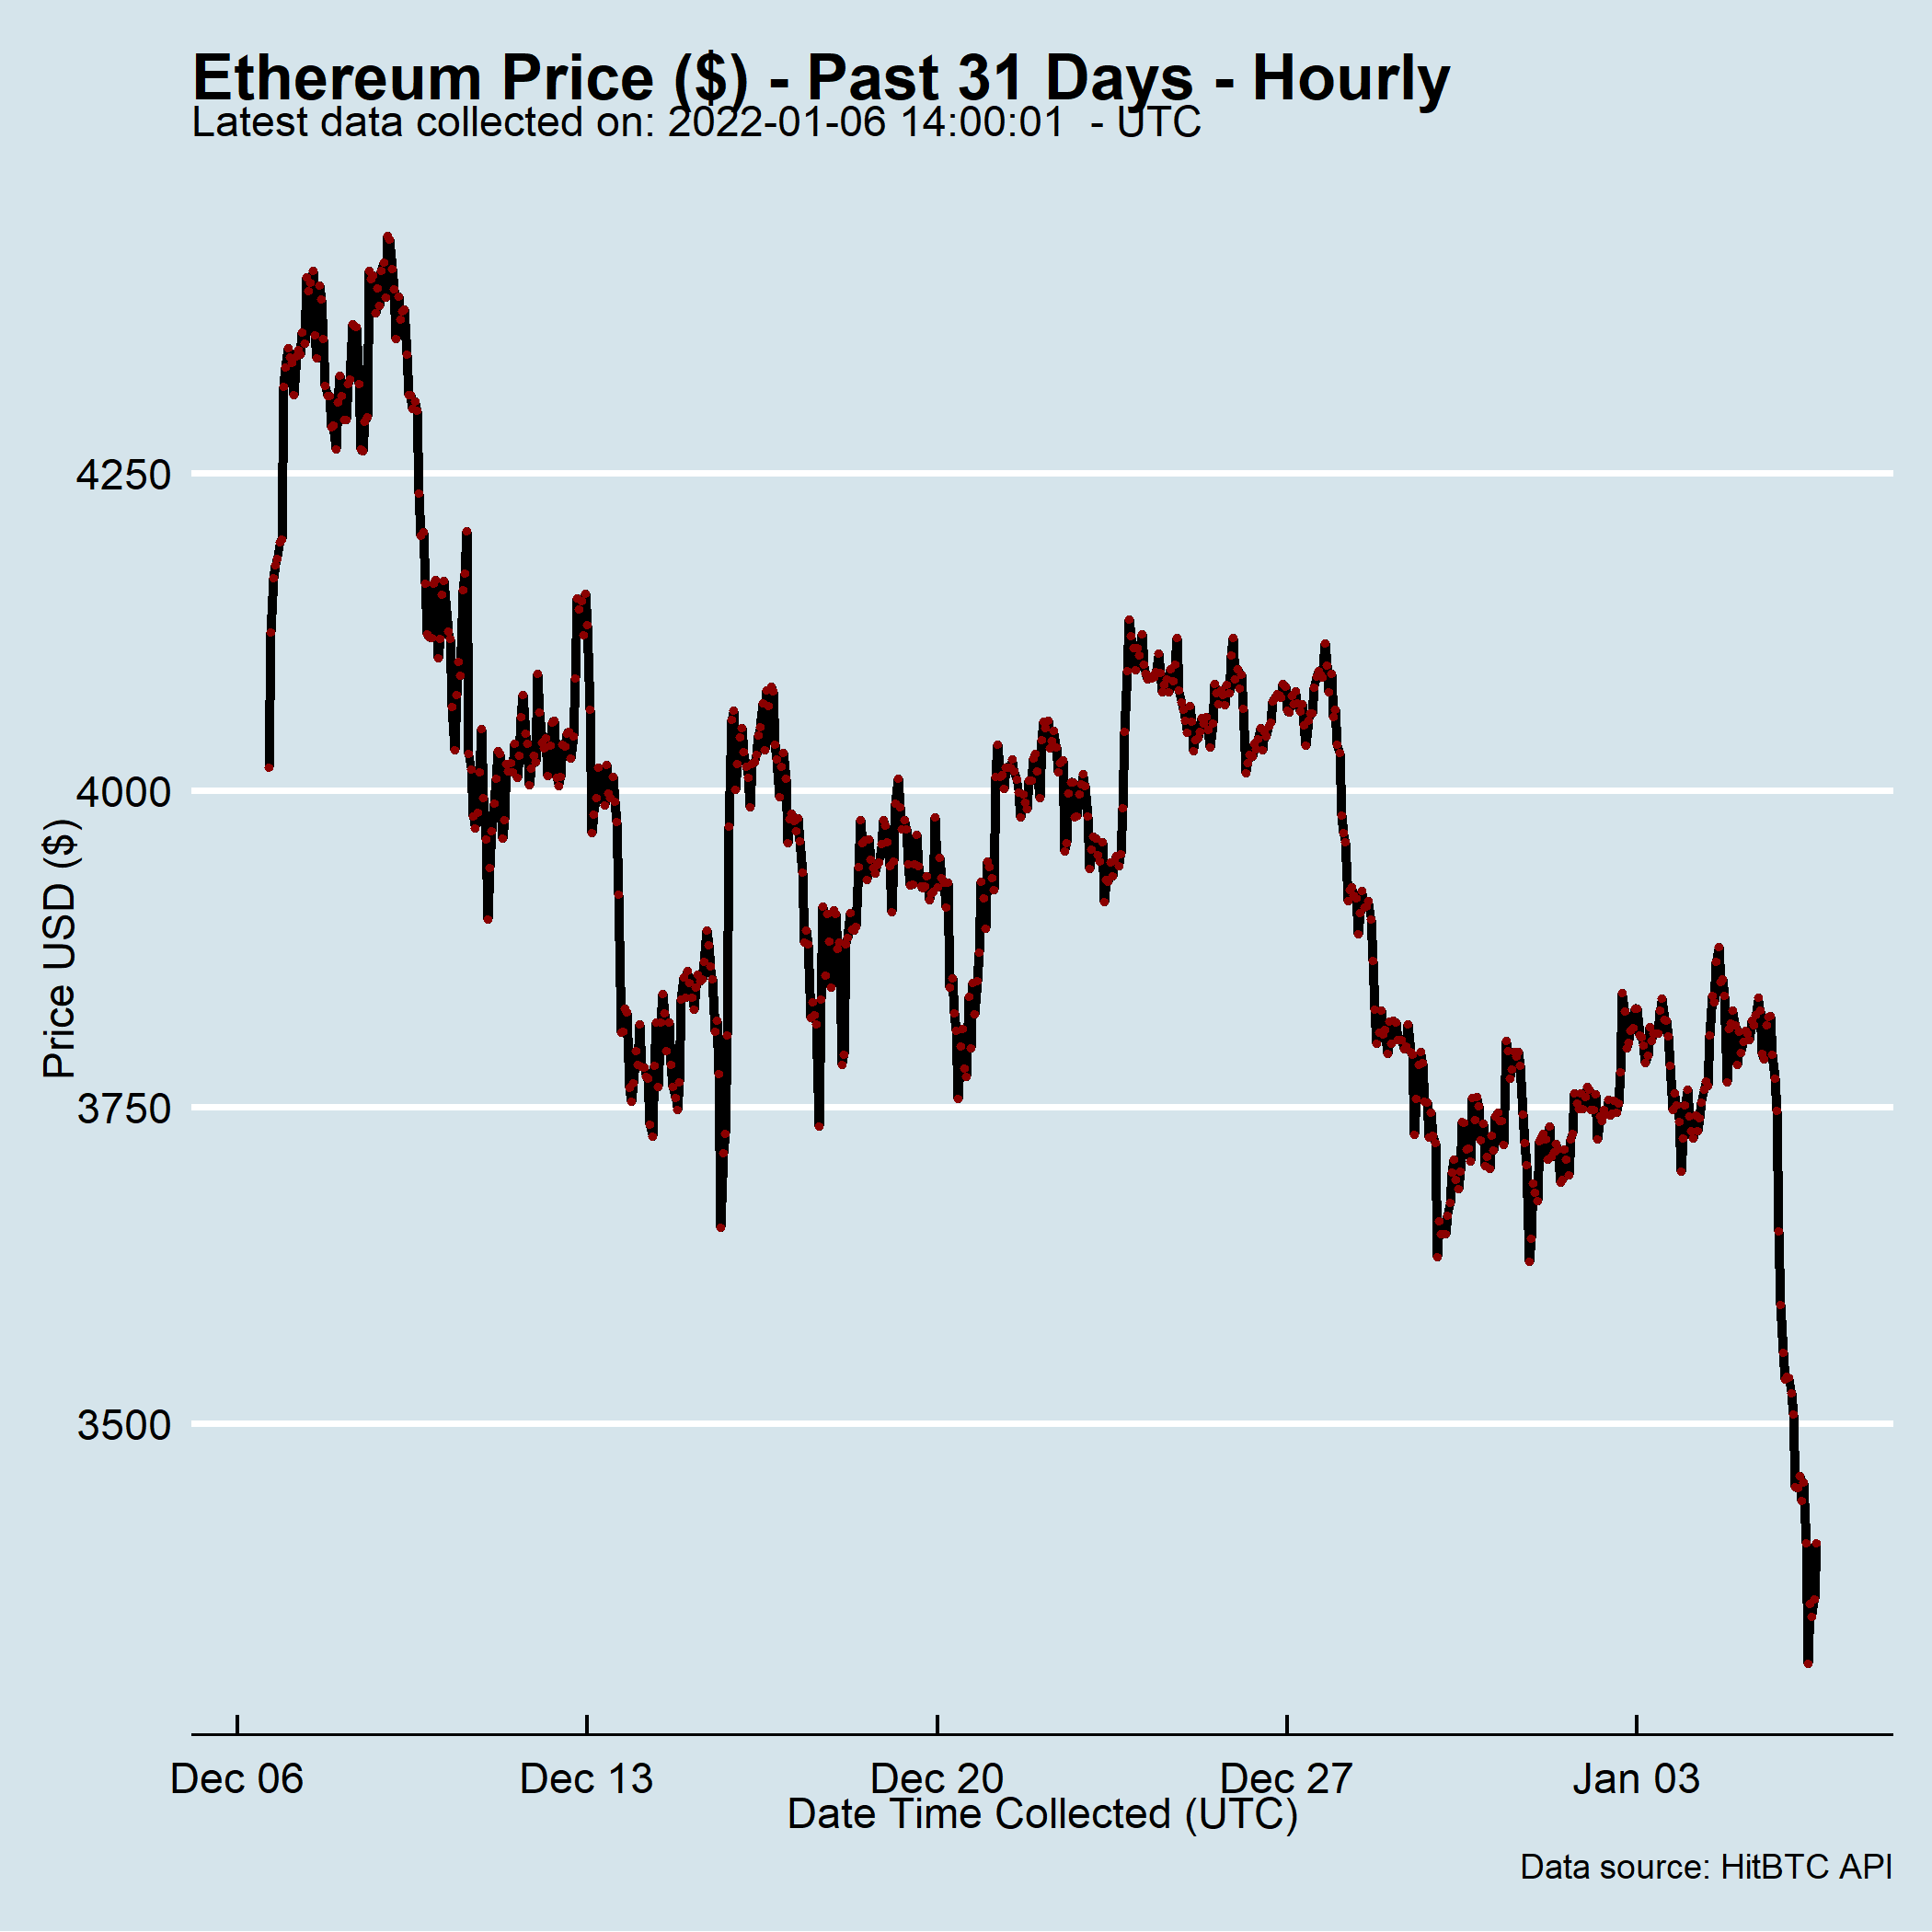 Ethereum Price ($) - Past 31 Days - Hourly
Latest data collected on: 2022-01-06 14:00:01  - UTC
4250
4000
3750
3500
Price USD ($)
Dec 06
Dec 13
Dec 20
Dec 27
Jan 03
Date Time Collected (UTC)
Data source: HitBTC API